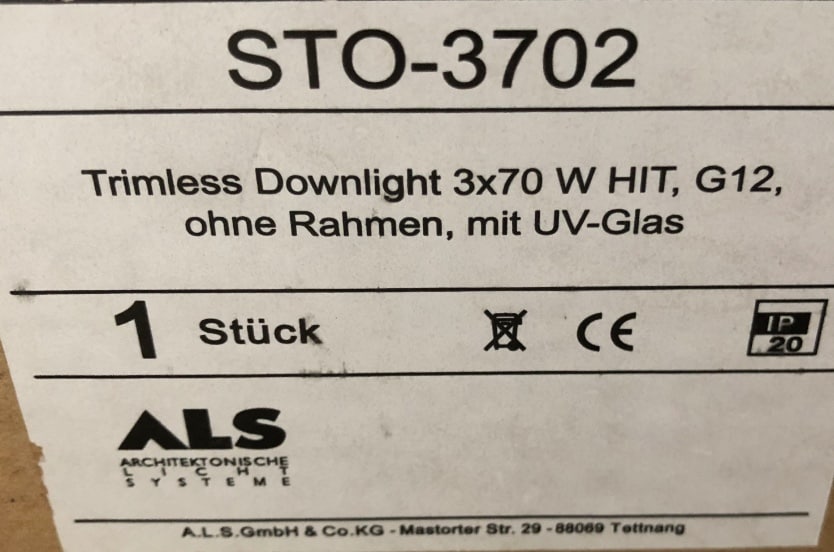 STO-3702
Trimless Downlight 3x70 W HIT, G12,
ohne Rahmen, mit UV-Glas
1 Stück CE IP 20
ALS
ARCHITEKTONISCHE
LICHT
SYSTEME
A.L.S.GmbH & Co.KG - Mastorter Str. 29 -88069 Tettnang